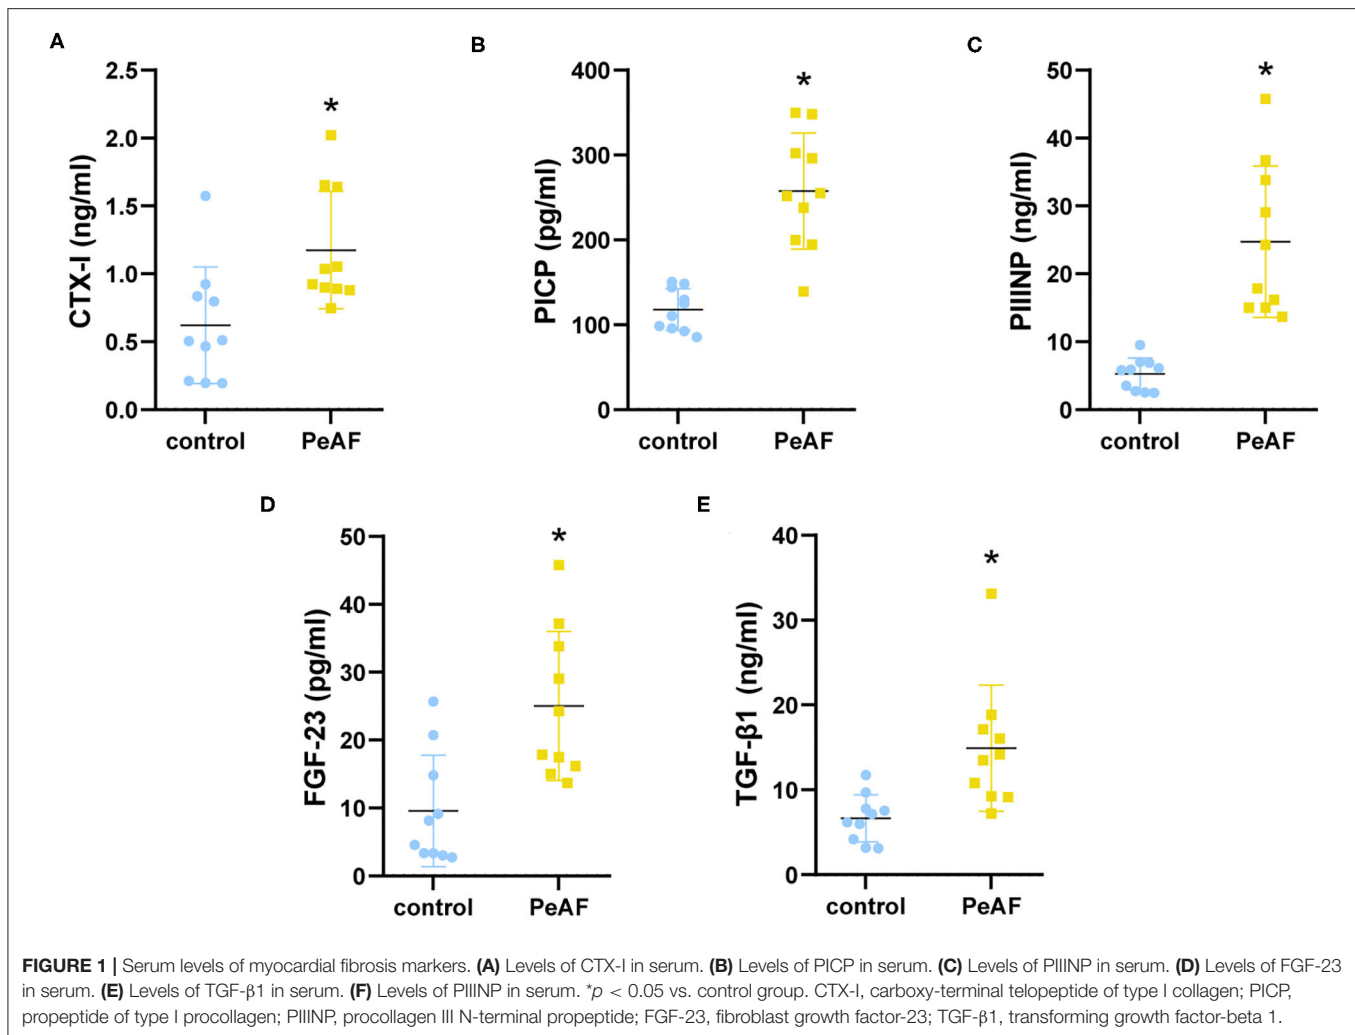 A
2.5
2.0
1.5
1.0
0.5
0.0
CTX-I (ng/ml)
*
control PeAF
B
400
300
200
100
0
PICP (pg/ml)
*
control PeAF
C
50
40
30
20
10
0
PIIINP (ng/ml)
*
control PeAF
D
50
40
30
20
10
0
FGF-23 (pg/ml)
*
control PeAF
E
40
30
20
10
0
TGF-β1 (ng/ml)
*
control PeAF
FIGURE 1 | Serum levels of myocardial fibrosis markers. (A) Levels of CTX-I in serum. (B) Levels of PICP in serum. (C) Levels of PIIINP in serum. (D) Levels of FGF-23
in serum. (E) Levels of TGF-β1 in serum. (F) Levels of PIIINP in serum. *p < 0.05 vs. control group. CTX-I, carboxy-terminal telopeptide of type I collagen; PICP,
propeptide of type I procollagen; PIIINP, procollagen III N-terminal propeptide; FGF-23, fibroblast growth factor-23; TGF-β1, transforming growth factor-beta 1.